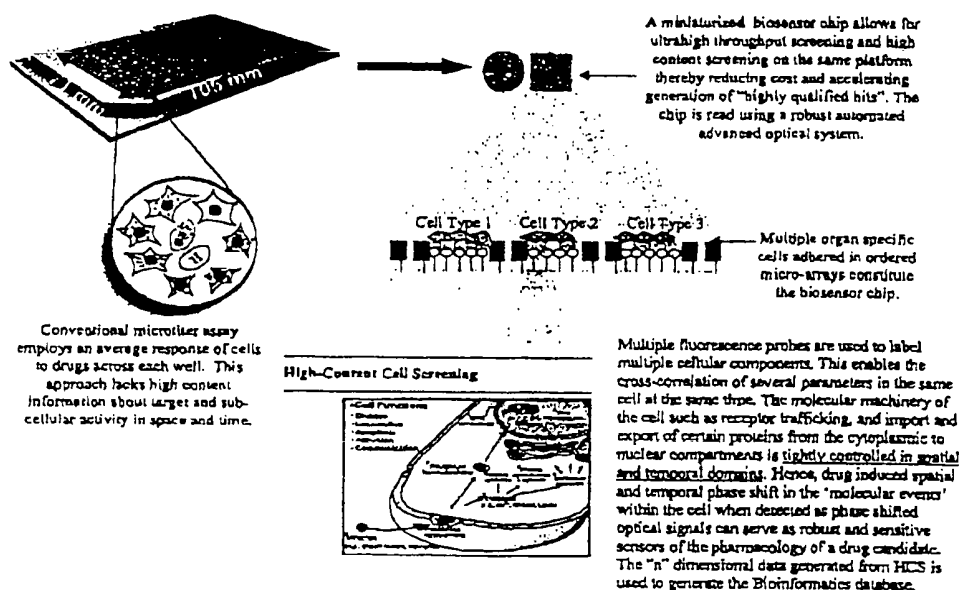 A miniaturized biosensor chip allows for
ultrahigh throughput screening and high
content screening on the same platform
thereby reducing cost and accelerating
generation of "highly qualified hits". The
chip is read using a robust automated
advanced optical system.
1 mm
105 mm
Cell Type 1 Cell Type 2 Cell Type 3
Multiple organ specific
cells adhered in ordered
micro-arrays constitute
the biosensor chip.
Conventional microtiter assay
employs an average response of cells
to drugs across each well. This
approach lacks high content
information about target and sub-
cellular activity in space and time.
High-Content Cell Screening
Cell Functions
Multiple fluorescence probes are used to label
multiple cellular components. This enables the
cross-correlation of several parameters in the same
cell at the same time. The molecular machinery of
the cell such as receptor trafficking, and import and
export of certain proteins from the cytoplasmic to
nuclear compartments is tightly controlled in spatial
and temporal domains. Hence, drug induced spatial
and temporal phase shift in the 'molecular events'
within the cell when detected as phase shifted
optical signals can serve as robust and sensitive
sensors of the pharmacology of a drug candidate.
The "n" dimensional data generated from HCS is
used to generate the Bioinformatics database.